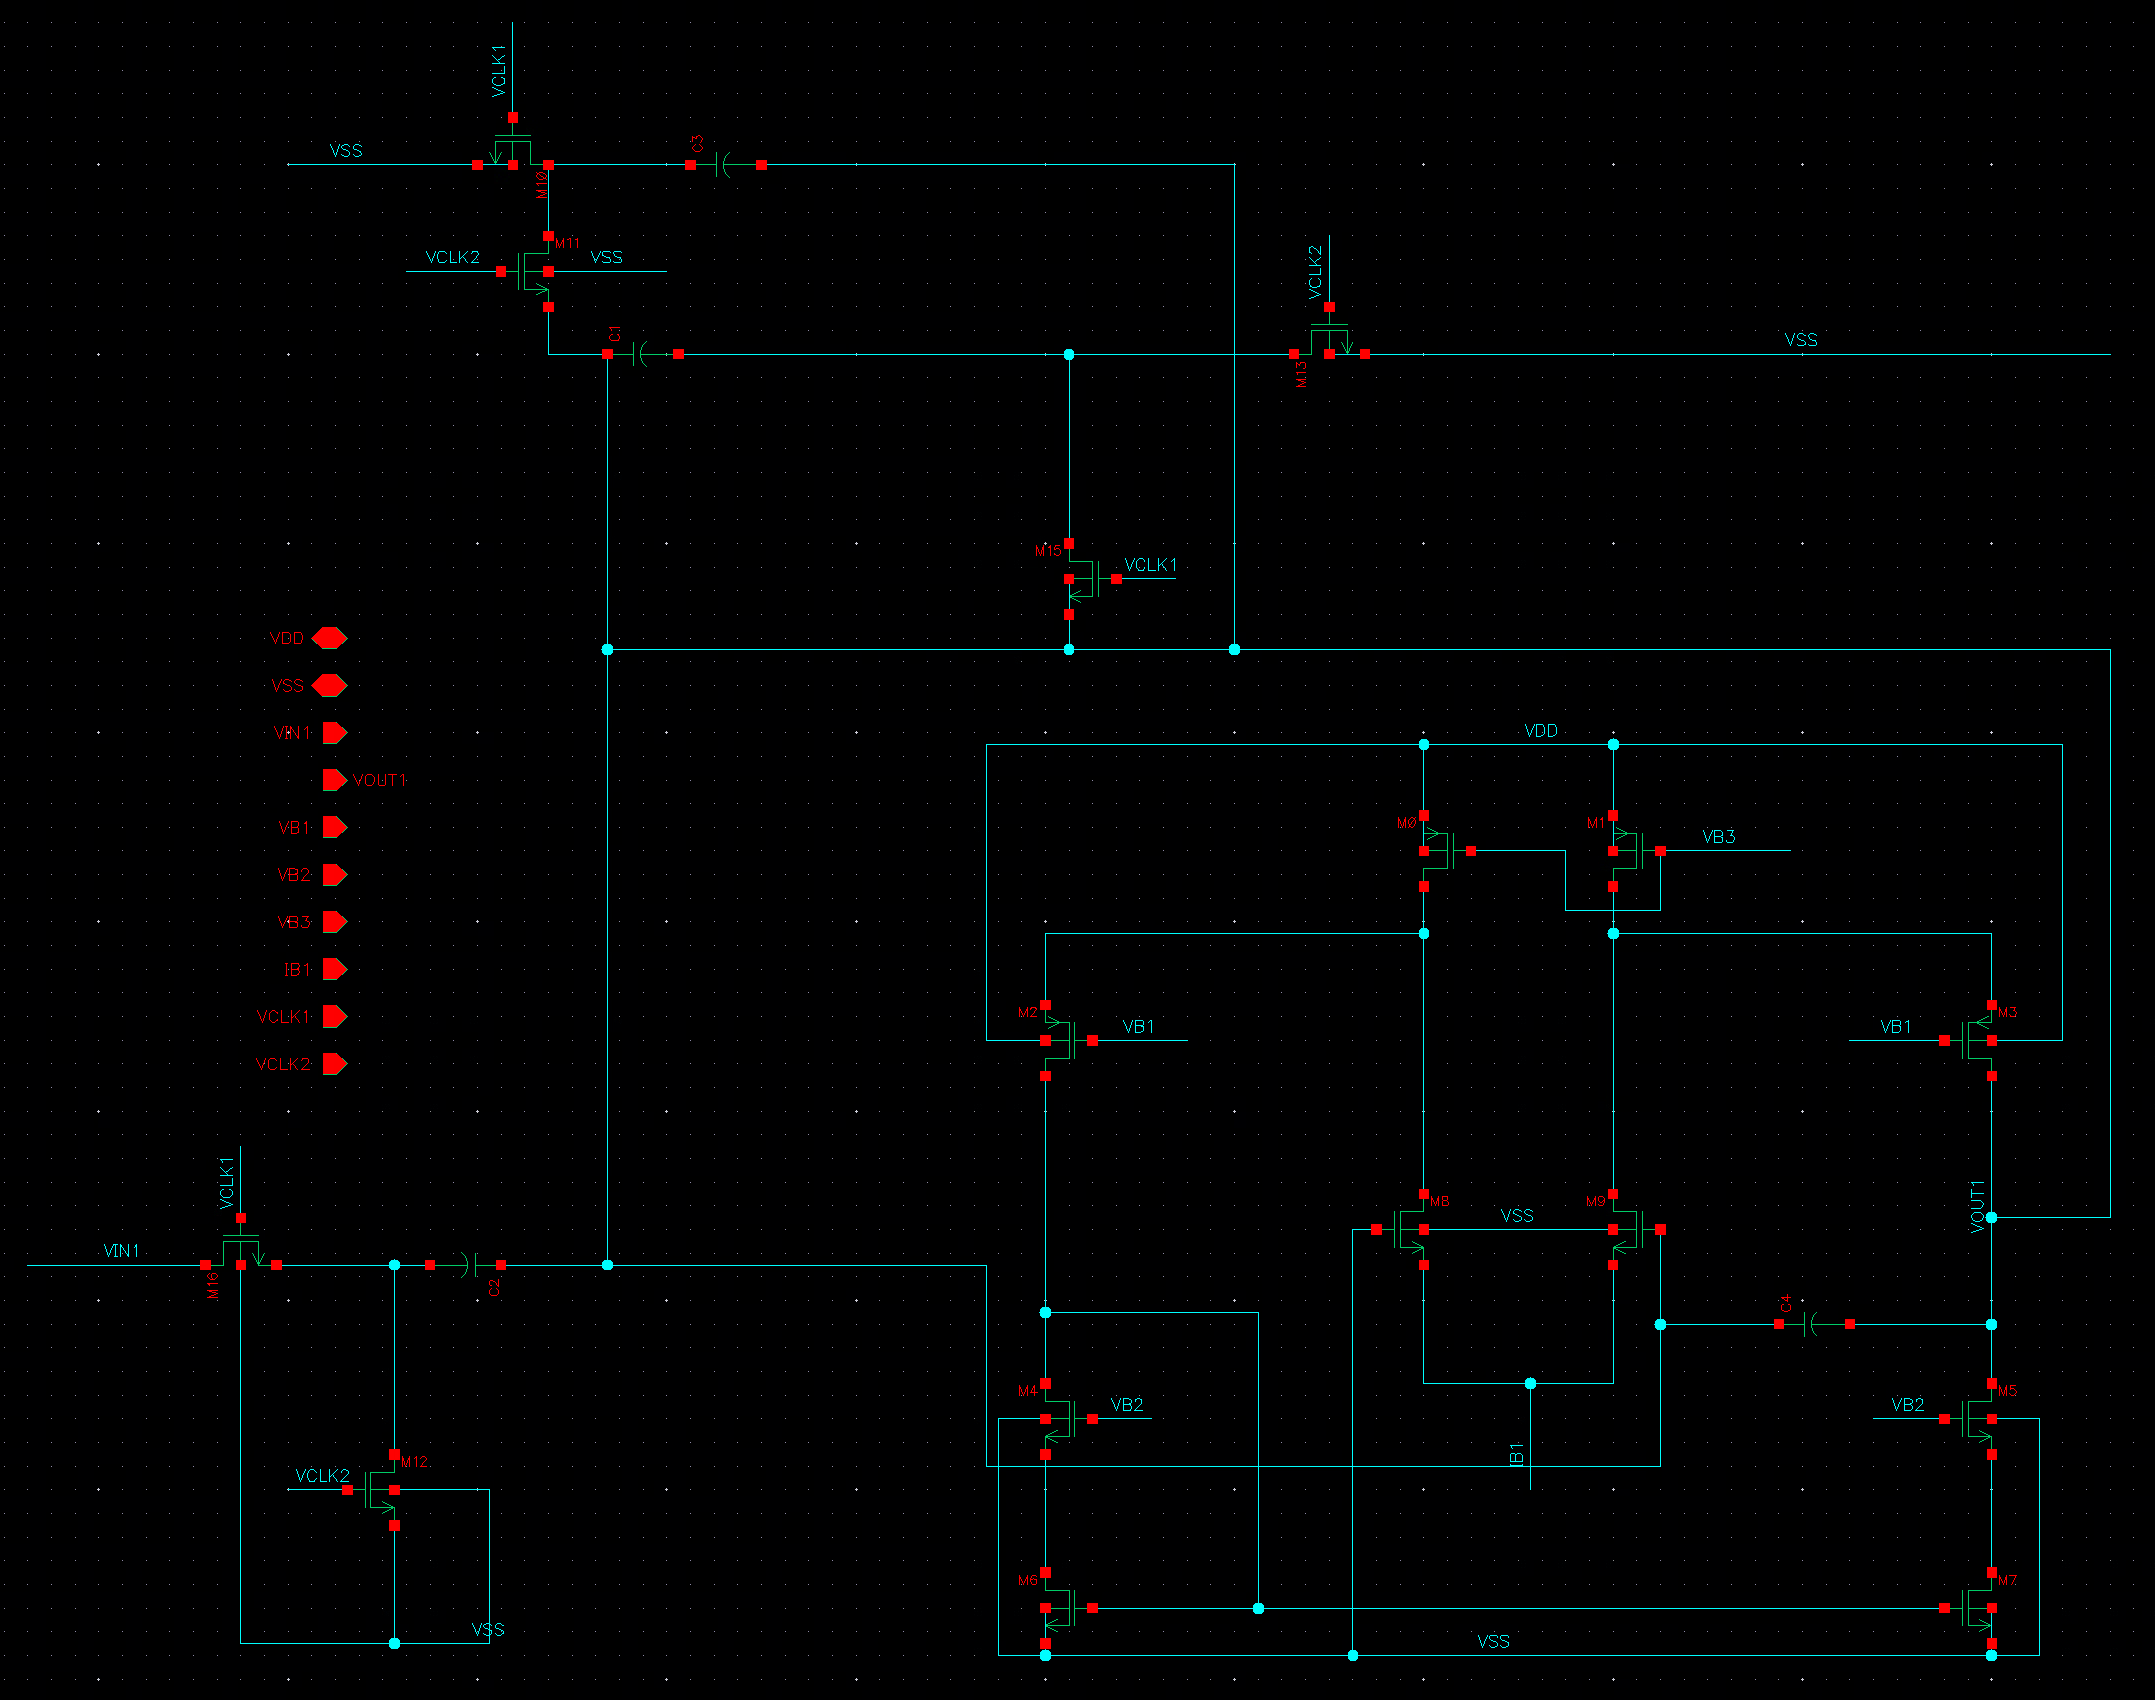 VCLK1
VSS
C3
M10
M11
VCLK2
VSS
VCLK2
C1
VSS
M13
M15
VCLK1
VDD
VSS
VIN1
VOUT1
VB1
VB2
VB3
IB1
VCLK1
VCLK2
VDD
M0
M1
VB3
M2
VB1
VB1
M3
VCLK1
VIN1
M16
C2
M8
VSS
M9
VOUT1
C4
M4
VB2
VB2
M5
IB1
M12
VCLK2
VSS
M6
M7
VSS